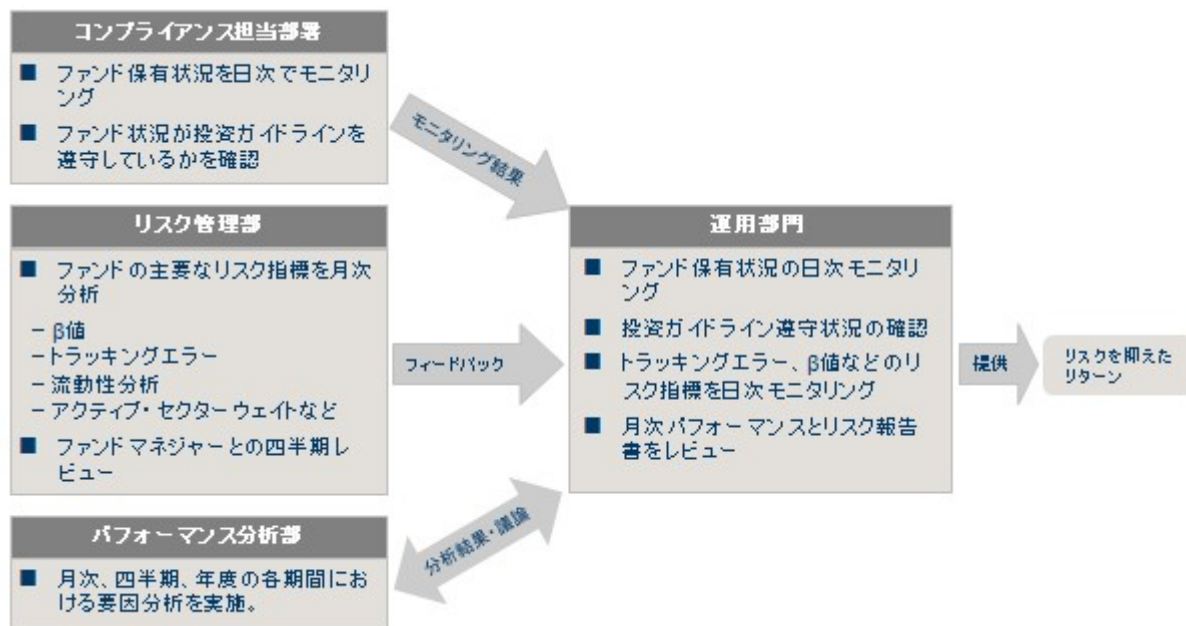 コンプライアンス担当部署
■ ファンド保有状況を日次でモニタリ
ング
■ ファンド状況が投資ガイドラインを
遵守しているかを確認
モニタリング結果
リスク管理部
■ ファンドの主要なリスク指標を月次
分析
– β値
–トラッキングエラー
–流動性分析
–アクティブ・セクターウェイトなど
■ ファンドマネジャーとの四半期レ
ビュー
フィードバック
パフォーマンス分析部
■ 月次、四半期、年度の各期間にお
ける要因分析を実施。
分析結果・議論
運用部門
■ ファンド保有状況の日次モニタリ
ング
■ 投資ガイドライン遵守状況の確認
■ トラッキングエラー、β値などのリ
スク指標を日次モニタリング
■ 月次パフォーマンスとリスク報告
書をレビュー
提供
リスクを抑えた
リターン